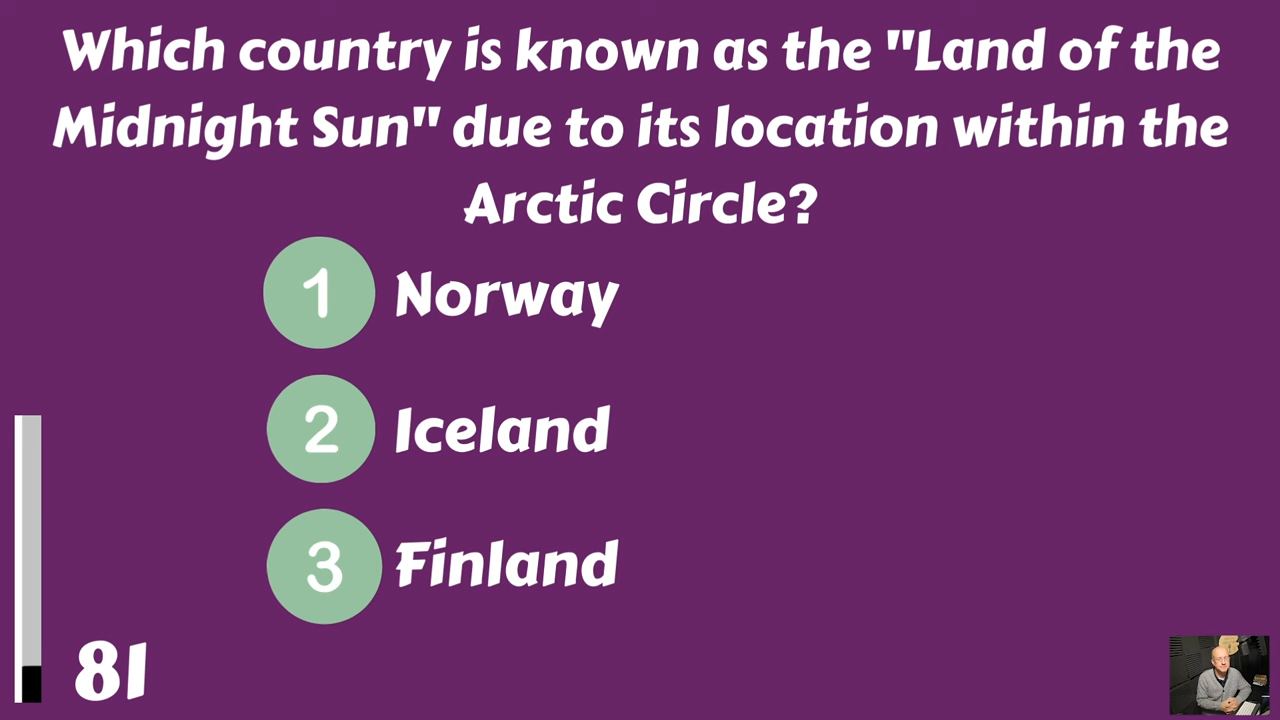 Which country is known as the "Land of the
Midnight Sun" due to its location within the
Arctic Circle?
1 Norway
2 Iceland
3 Finland
81